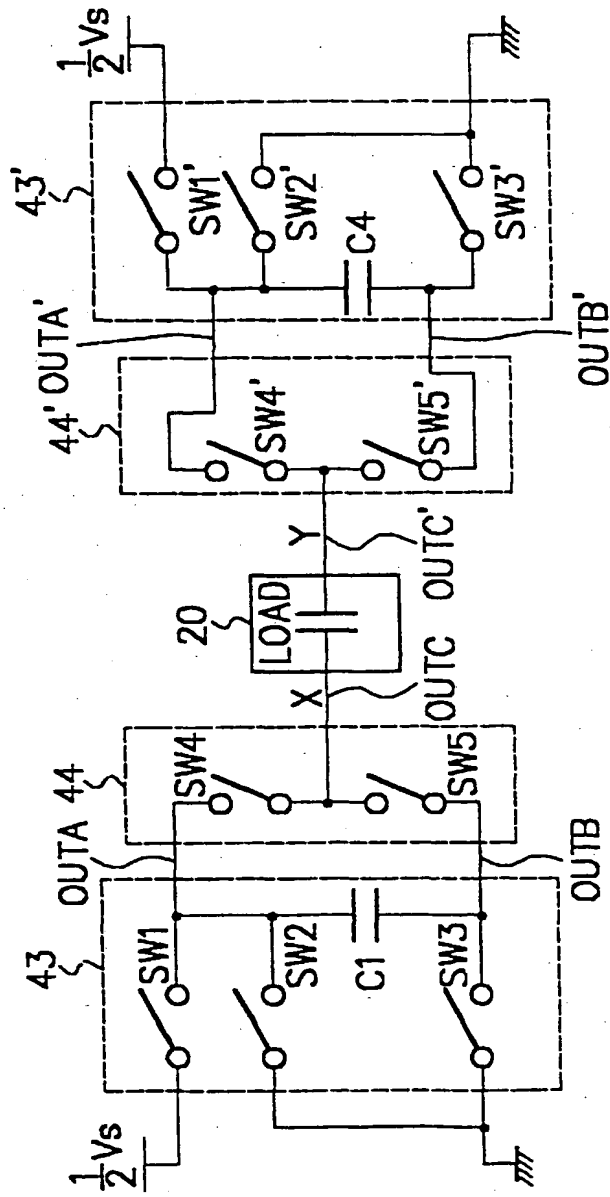 43
44
20
44'
43'
½Vs
SW1
SW2
C1
SW3
OUTA
OUTB
SW4
SW5
X
OUTC
LOAD
Y
OUTC'
SW4'
SW5'
OUTA'
OUTB'
SW1'
SW2'
C4
SW3'
½Vs